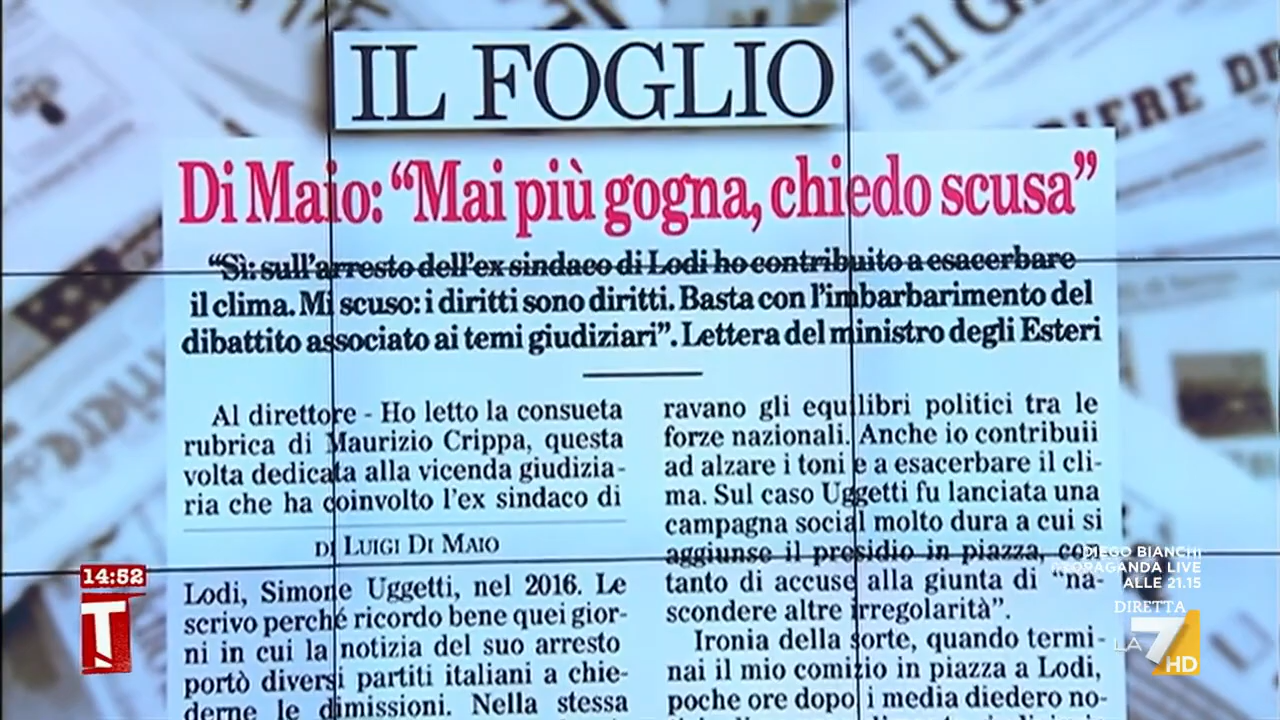 IL FOGLIO
Di Maio: “Mai più gogna, chiedo scusa”
“Sì: sull'arresto dell'ex sindaco di Lodi ho contribuito a esacerbare
il clima. Mi scuso: i diritti sono diritti. Basta con l'imbarbarimento del
dibattito associato ai temi giudiziari”. Lettera del ministro degli Esteri
Al direttore - Ho letto la consueta
rubrica di Maurizio Crippa, questa
volta dedicata alla vicenda giudizia-
ria che ha coinvolto l'ex sindaco di
DI LUIGI DI MAIO
Lodi, Simone Uggetti, nel 2016. Le
scrivo perché ricordo bene quei gior-
ni in cui la notizia del suo arresto
portò diversi partiti italiani a chie-
derne le dimissioni. Nella stessa
ravano gli equilibri politici tra le
forze nazionali. Anche io contribuii
ad alzare i toni e a esacerbare il cli-
ma. Sul caso Uggetti fu lanciata una
campagna social molto dura a cui si
aggiunse il presidio in piazza, con
tanto di accuse alla giunta di “na-
scondere altre irregolarità”.
Ironia della sorte, quando termi-
nai il mio comizio in piazza a Lodi,
poche ore dopo i media diedero no-
il G
IERE DE
14:52
T
DIEGO BIANCHI
PROPAGANDA LIVE
ALLE 21.15
DIRETTA
LA 7 HD